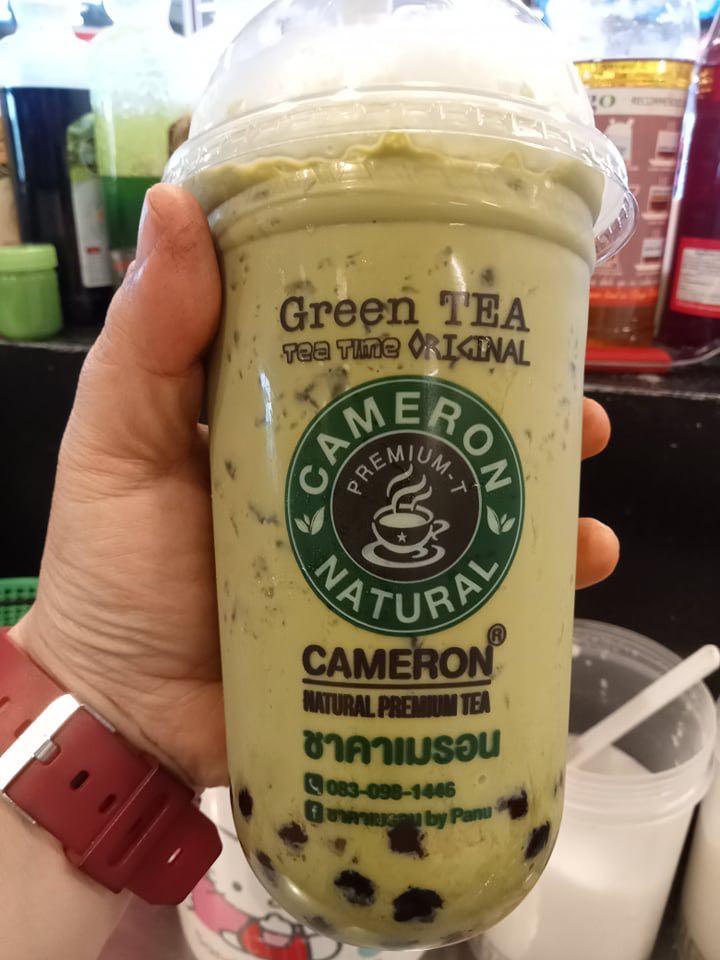 Green TEA
Tea Time ORIGINAL
CAMERON
PREMIUM-T
NATURAL
CAMERON®
NATURAL PREMIUM TEA
ชาคาเมรอน
083-098-1446
ชาคาเมรอน by Panu